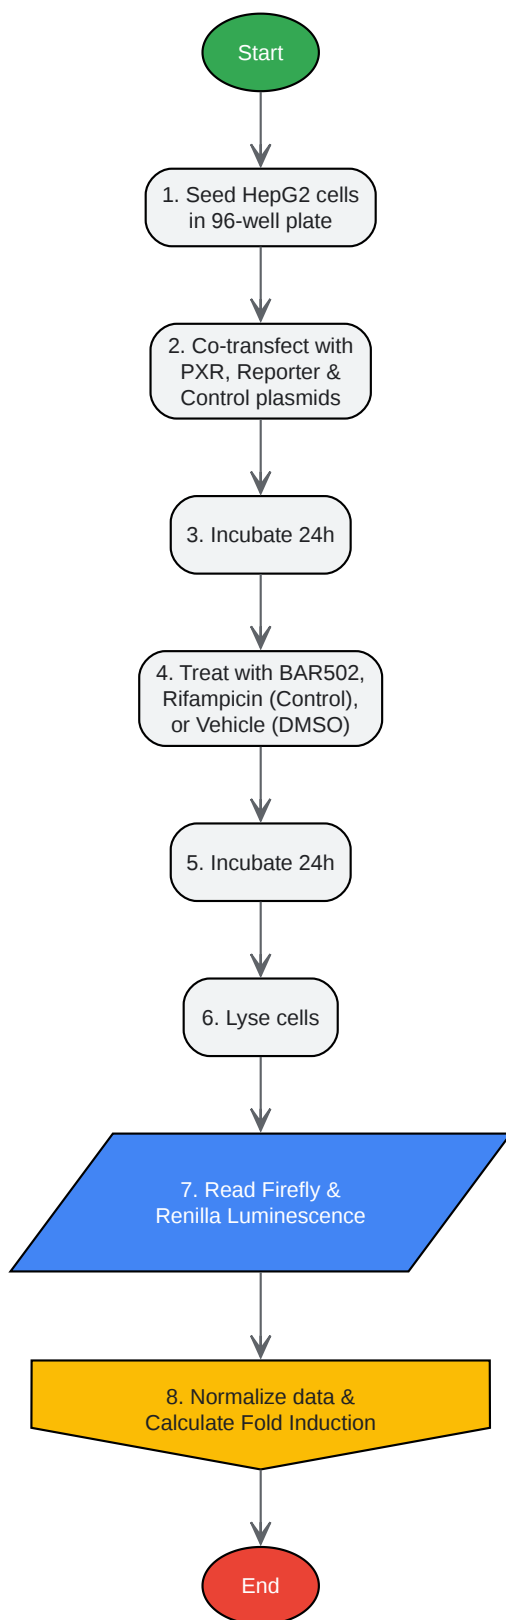 Start
1. Seed HepG2 cells
in 96-well plate
2. Co-transfect with
PXR, Reporter &
Control plasmids
3. Incubate 24h
4. Treat with BAR502,
Rifampicin (Control),
or Vehicle (DMSO)
5. Incubate 24h
6. Lyse cells
7. Read Firefly &
Renilla Luminescence
8. Normalize data &
Calculate Fold Induction
End